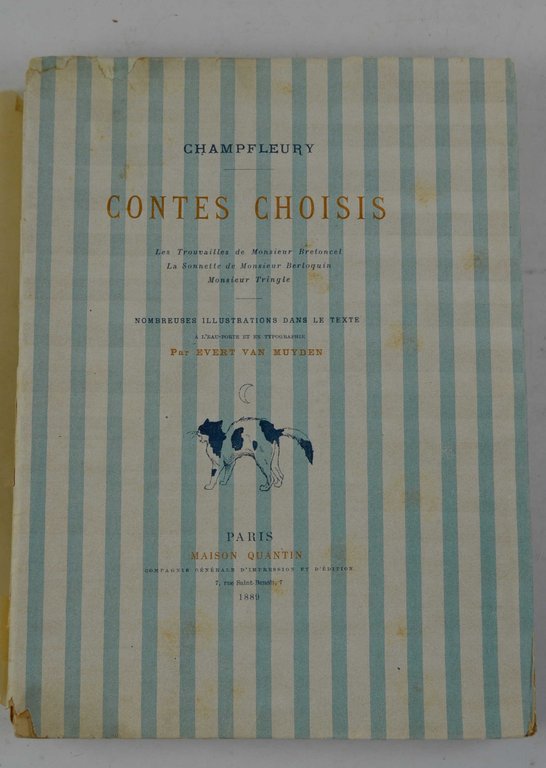 CHAMPFLEURY
CONTES CHOISIS
Les Trouvailles de Monsieur Bretoncel
La Sonnette de Monsieur Berloquin
Monsieur Tringle
NOMBREUSES ILLUSTRATIONS DANS LE TEXTE
A L'EAU-FORTE ET EN TYPOGRAPHIE
Par EVERT VAN MUYDEN
PARIS
MAISON QUANTIN
COMPAGNIE GÉNÉRALE D'IMPRESSION ET D'ÉDITION
7, rue Saint-Benoit, 7
1889